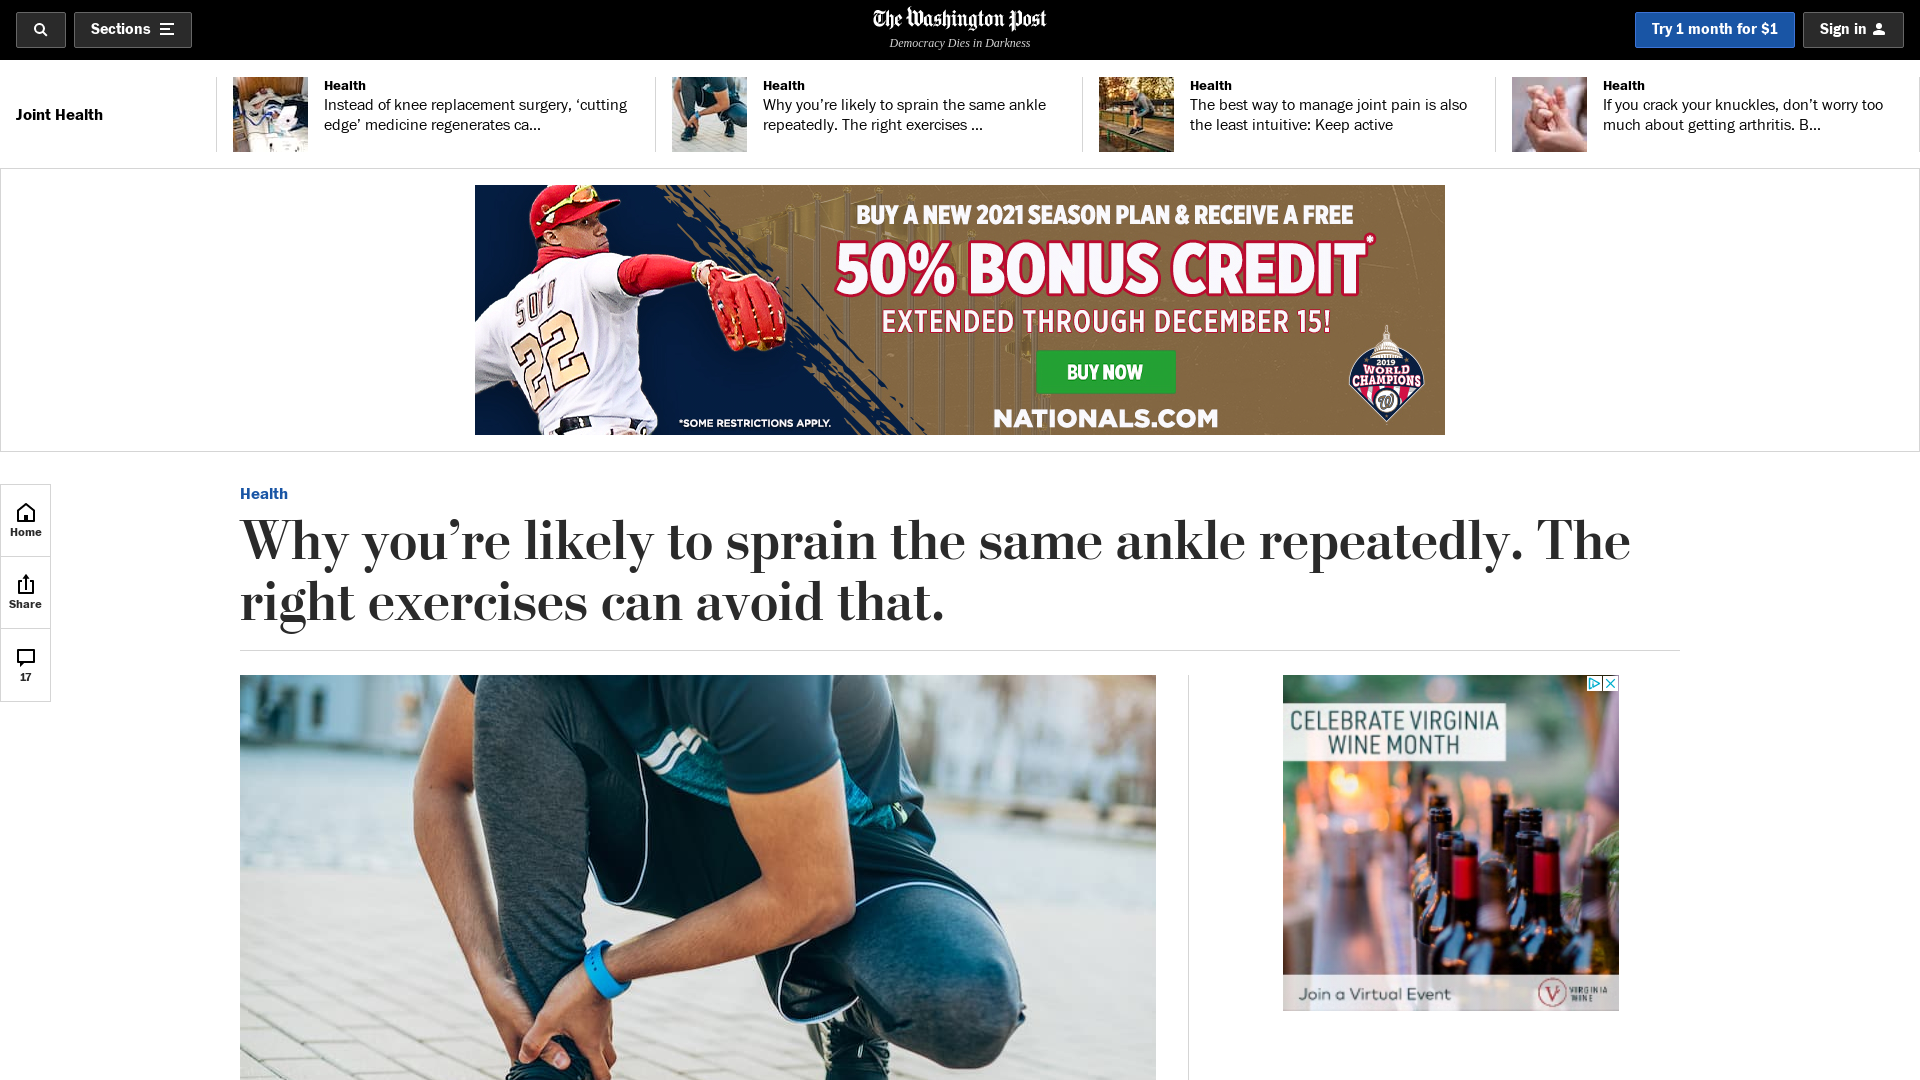 Sections
The Washington Post
Democracy Dies in Darkness
Try 1 month for $1
Sign in
Joint Health
Health
Instead of knee replacement surgery, ‘cutting
edge’ medicine regenerates ca...
Health
Why you’re likely to sprain the same ankle
repeatedly. The right exercises ...
Health
The best way to manage joint pain is also
the least intuitive: Keep active
Health
If you crack your knuckles, don’t worry too
much about getting arthritis. B...
BUY A NEW 2021 SEASON PLAN & RECEIVE A FREE
50% BONUS CREDIT*
EXTENDED THROUGH DECEMBER 15!
BUY NOW
NATIONALS.COM
*SOME RESTRICTIONS APPLY.
22
2019
WORLD
CHAMPIONS
W
Home
Share
17
Health
Why you’re likely to sprain the same ankle repeatedly. The
right exercises can avoid that.
CELEBRATE VIRGINIA
WINE MONTH
Join a Virtual Event
VIRGINIA
WINE